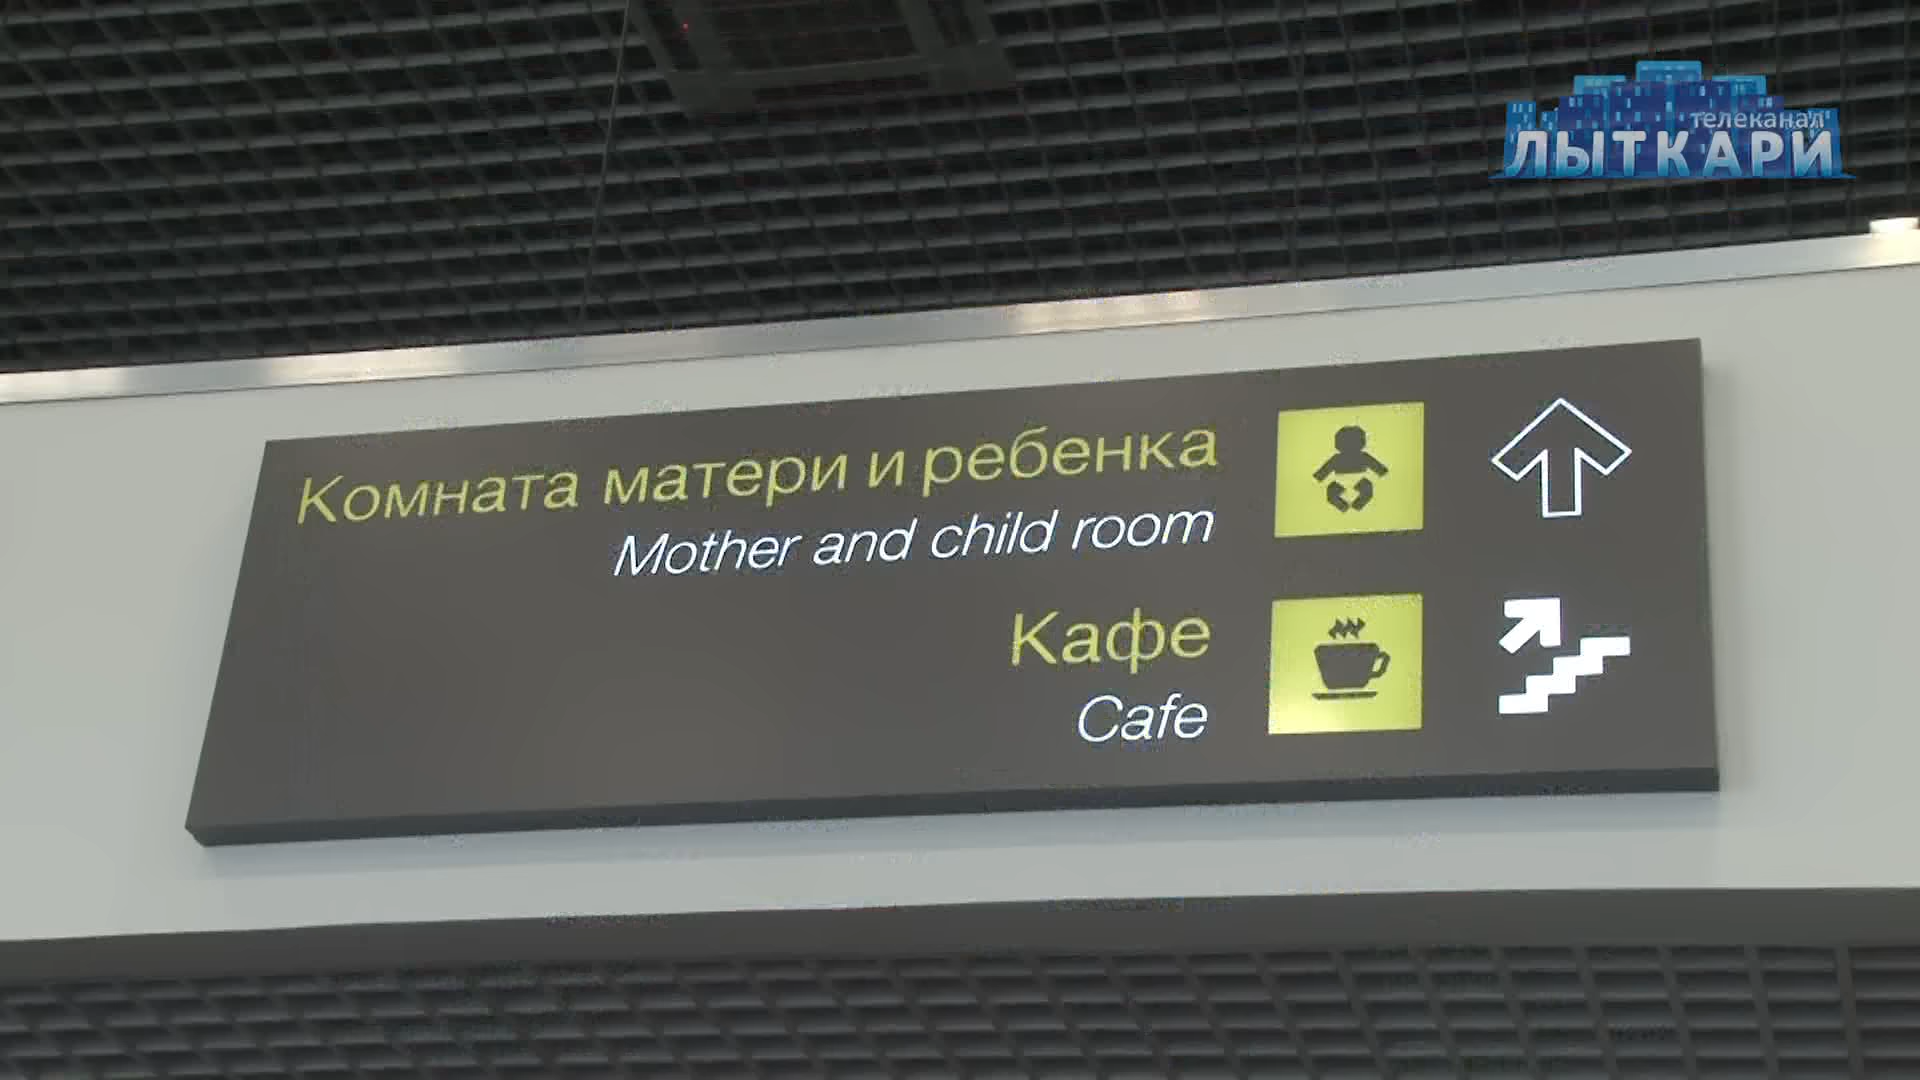 телеканал
ЛЫТКАРИ
Комната матери и ребенка
Mother and child room
Кафе
Cafe